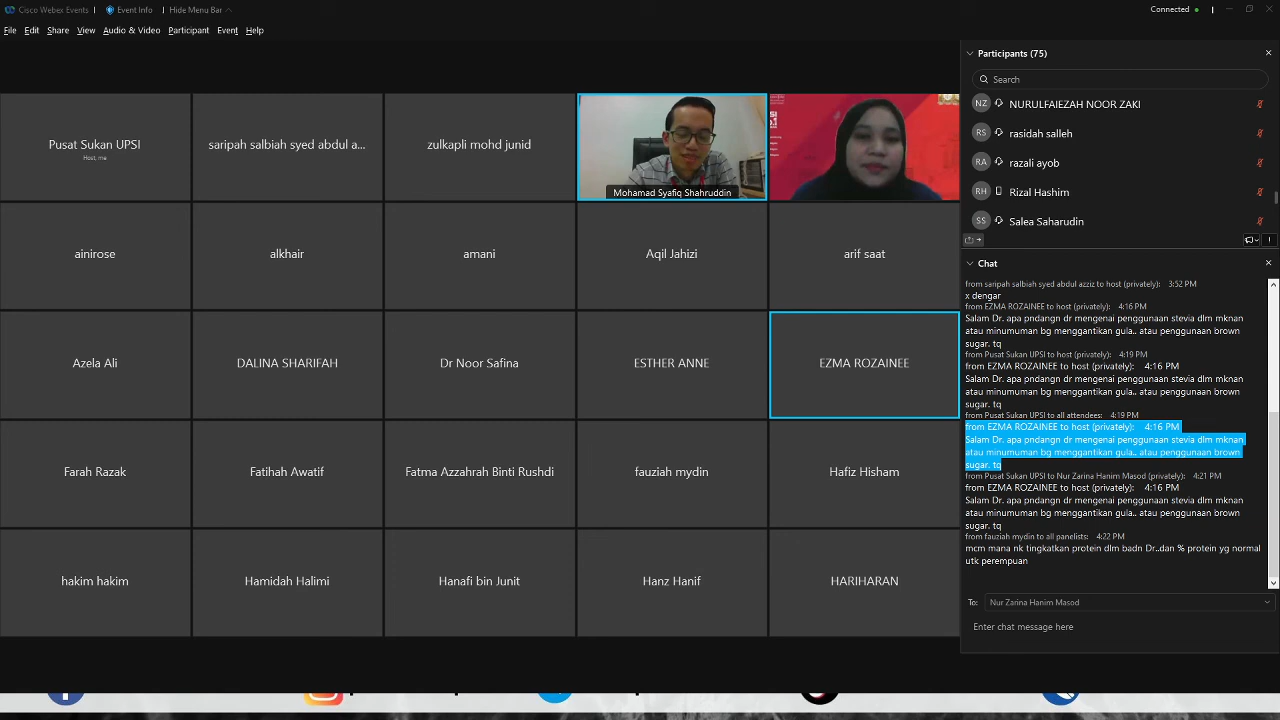 Cisco Webex Events
Event Info
Hide Menu Bar
Connected
File Edit Share View Audio & Video Participant Event Help
Pusat Sukan UPSI
Host, me
saripah salbiah syed abdul a...
zulkapli mohd junid
Mohamad Syafiq Shahruddin
ainirose
alkhair
amani
Aqil Jahizi
arif saat
Azela Ali
DALINA SHARIFAH
Dr Noor Safina
ESTHER ANNE
EZMA ROZAINEE
Farah Razak
Fatihah Awatif
Fatma Azzahrah Binti Rushdi
fauziah mydin
Hafiz Hisham
hakim hakim
Hamidah Halimi
Hanafi bin Junit
Hanz Hanif
HARIHARAN
Participants (75)
Search
NZ NURULFAIEZAH NOOR ZAKI
RS rasidah salleh
RA razali ayob
RH Rizal Hashim
SS Salea Saharudin
Chat
from saripah salbiah syed abdul azziz to host (privately): 3:52 PM
x dengar
from EZMA ROZAINEE to host (privately): 4:16 PM
Salam Dr. apa pndangn dr mengenai penggunaan stevia dlm mknan
atau minumuman bg menggantikan gula.. atau penggunaan brown
sugar. tq
from Pusat Sukan UPSI to host (privately): 4:19 PM
from EZMA ROZAINEE to host (privately): 4:16 PM
Salam Dr. apa pndangn dr mengenai penggunaan stevia dlm mknan
atau minumuman bg menggantikan gula.. atau penggunaan brown
sugar. tq
from Pusat Sukan UPSI to all attendees: 4:19 PM
from EZMA ROZAINEE to host (privately): 4:16 PM
Salam Dr. apa pndangn dr mengenai penggunaan stevia dlm mknan
atau minumuman bg menggantikan gula.. atau penggunaan brown
sugar. tq
from Pusat Sukan UPSI to Nur Zarina Hanim Masod (privately): 4:21 PM
from EZMA ROZAINEE to host (privately): 4:16 PM
Salam Dr. apa pndangn dr mengenai penggunaan stevia dlm mknan
atau minumuman bg menggantikan gula.. atau penggunaan brown
sugar. tq
from fauziah mydin to all panelists: 4:22 PM
mcm mana nk tingkatkan protein dlm badn Dr..dan % protein yg normal
utk perempuan
To: Nur Zarina Hanim Masod
Enter chat message here